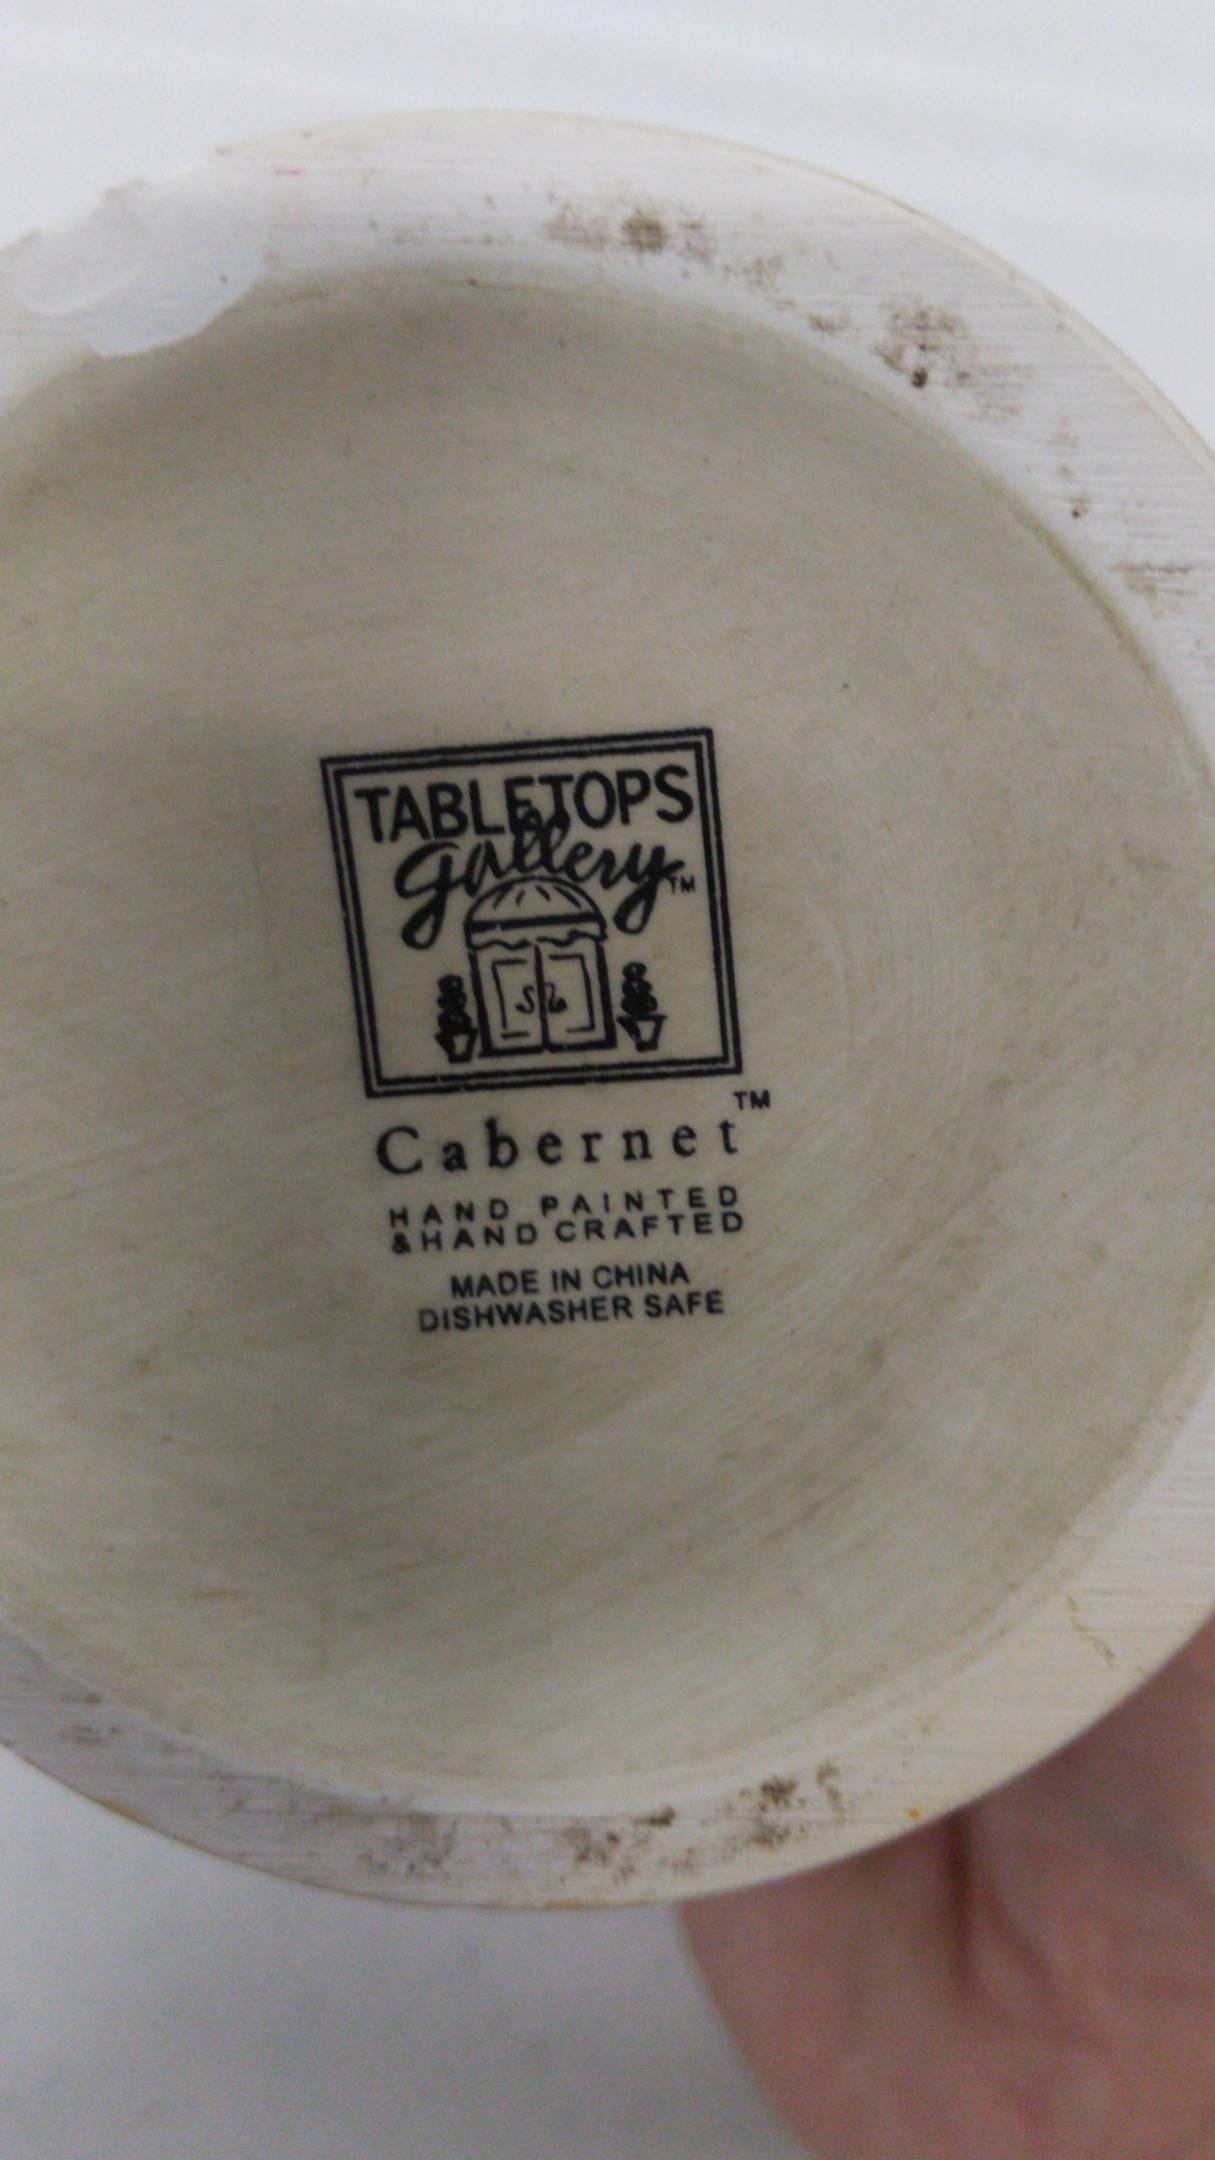 TABLETOPS
gallery™
Cabernet™
HAND PAINTED
&HAND CRAFTED
MADE IN CHINA
DISHWASHER SAFE